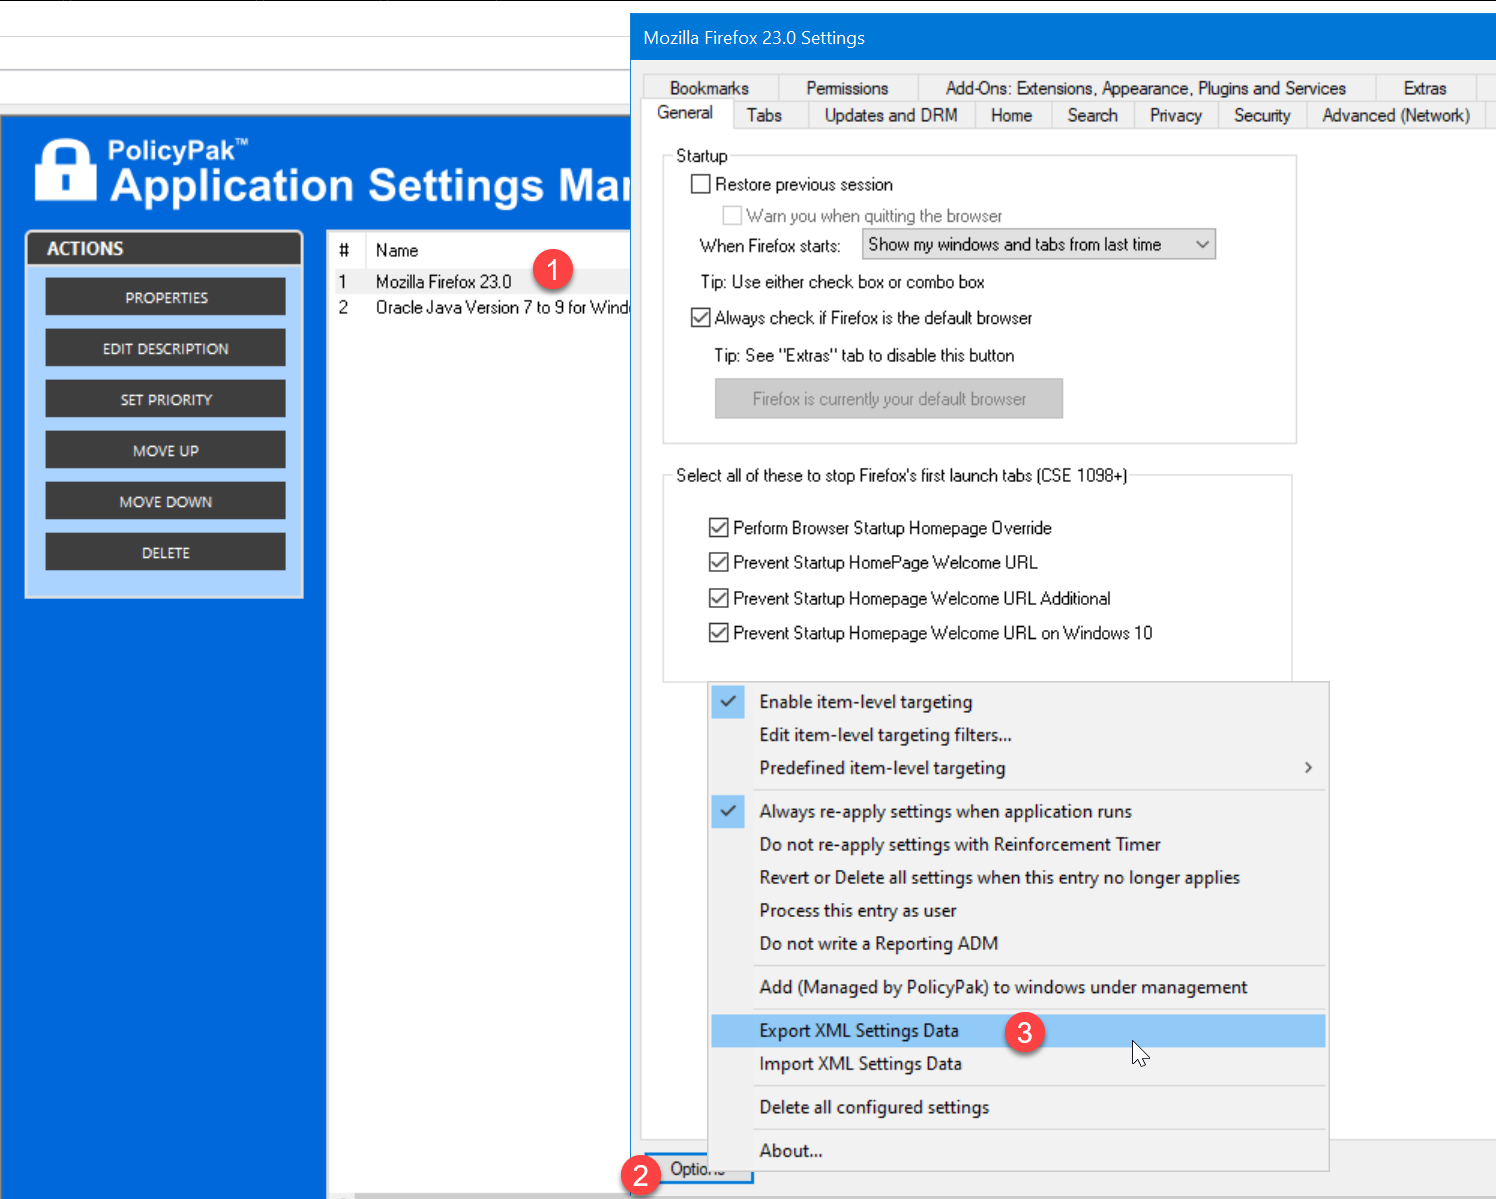 Mozilla Firefox 23.0 Settings
Bookmarks Permissions Add-Ons: Extensions, Appearance, Plugins and Services Extras
General Tabs Updates and DRM Home Search Privacy Security Advanced (Network)
PolicyPak™
Application Settings Ma
ACTIONS
PROPERTIES
EDIT DESCRIPTION
SET PRIORITY
MOVE UP
MOVE DOWN
DELETE
# Name
1 Mozilla Firefox 23.0
1
2 Oracle Java Version 7 to 9 for Wind
Startup
Restore previous session
Warn you when quitting the browser
When Firefox starts: Show my windows and tabs from last time
Tip: Use either check box or combo box
Always check if Firefox is the default browser
Tip: See "Extras" tab to disable this button
Firefox is currently your default browser
Select all of these to stop Firefox's first launch tabs (CSE 1098+)
Perform Browser Startup Homepage Override
Prevent Startup HomePage Welcome URL
Prevent Startup Homepage Welcome URL Additional
Prevent Startup Homepage Welcome URL on Windows 10
Enable item-level targeting
Edit item-level targeting filters...
Predefined item-level targeting
Always re-apply settings when application runs
Do not re-apply settings with Reinforcement Timer
Revert or Delete all settings when this entry no longer applies
Process this entry as user
Do not write a Reporting ADM
Add (Managed by PolicyPak) to windows under management
Export XML Settings Data
3
Import XML Settings Data
Delete all configured settings
About...
2
Options